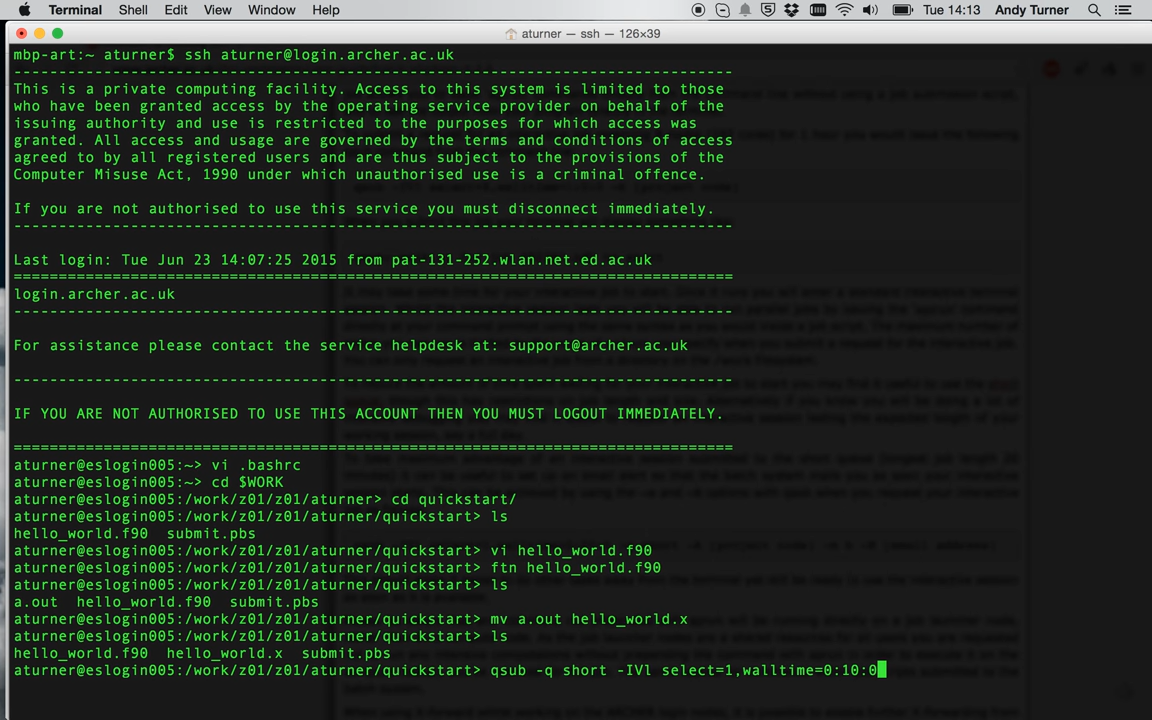 Terminal Shell Edit View Window Help Tue 14:13 Andy Turner
aturner — ssh — 126×39
mbp-art:~ aturner$ ssh aturner@login.archer.ac.uk
--------------------------------------------------------------------------------
This is a private computing facility. Access to this system is limited to those
who have been granted access by the operating service provider on behalf of the
issuing authority and use is restricted to the purposes for which access was
granted. All access and usage are governed by the terms and conditions of access
agreed to by all registered users and are thus subject to the provisions of the
Computer Misuse Act, 1990 under which unauthorised use is a criminal offence.
If you are not authorised to use this service you must disconnect immediately.
--------------------------------------------------------------------------------
Last login: Tue Jun 23 14:07:25 2015 from pat-131-252.wlan.net.ed.ac.uk
================================================================================
login.archer.ac.uk
--------------------------------------------------------------------------------
For assistance please contact the service helpdesk at: support@archer.ac.uk
--------------------------------------------------------------------------------
IF YOU ARE NOT AUTHORISED TO USE THIS ACCOUNT THEN YOU MUST LOGOUT IMMEDIATELY.
================================================================================
aturner@eslogin005:~> vi .bashrc
aturner@eslogin005:~> cd $WORK
aturner@eslogin005:/work/z01/z01/aturner> cd quickstart/
aturner@eslogin005:/work/z01/z01/aturner/quickstart> ls
hello_world.f90  submit.pbs
aturner@eslogin005:/work/z01/z01/aturner/quickstart> vi hello_world.f90
aturner@eslogin005:/work/z01/z01/aturner/quickstart> ftn hello_world.f90
aturner@eslogin005:/work/z01/z01/aturner/quickstart> ls
a.out  hello_world.f90  submit.pbs
aturner@eslogin005:/work/z01/z01/aturner/quickstart> mv a.out hello_world.x
aturner@eslogin005:/work/z01/z01/aturner/quickstart> ls
hello_world.f90  hello_world.x  submit.pbs
aturner@eslogin005:/work/z01/z01/aturner/quickstart> qsub -q short -IVl select=1,walltime=0:10:0